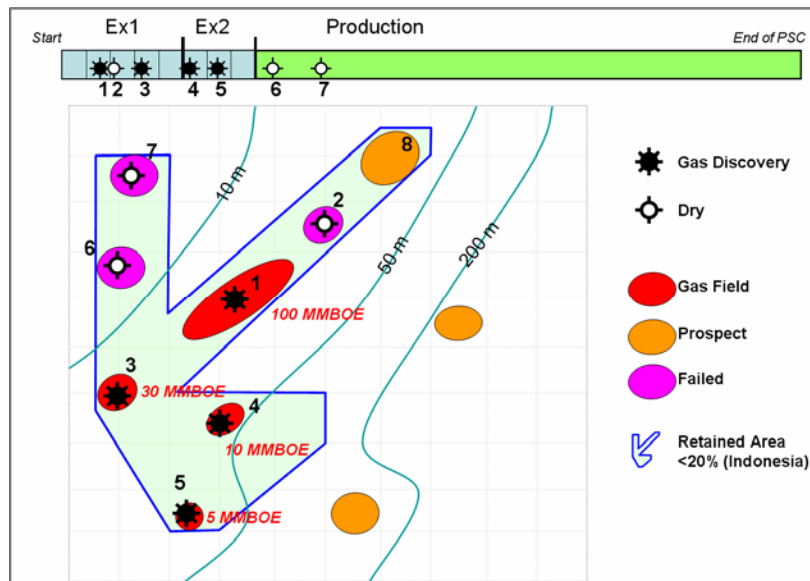 Ex1 Ex2 Production
Start End of PSC
1 2 3 4 5 6 7
7 8
10 m
2
6
50 m
200 m
1
100 MMBOE
3
30 MMBOE
4
10 MMBOE
5
5 MMBOE
Gas Discovery
Dry
Gas Field
Prospect
Failed
Retained Area
<20% (Indonesia)